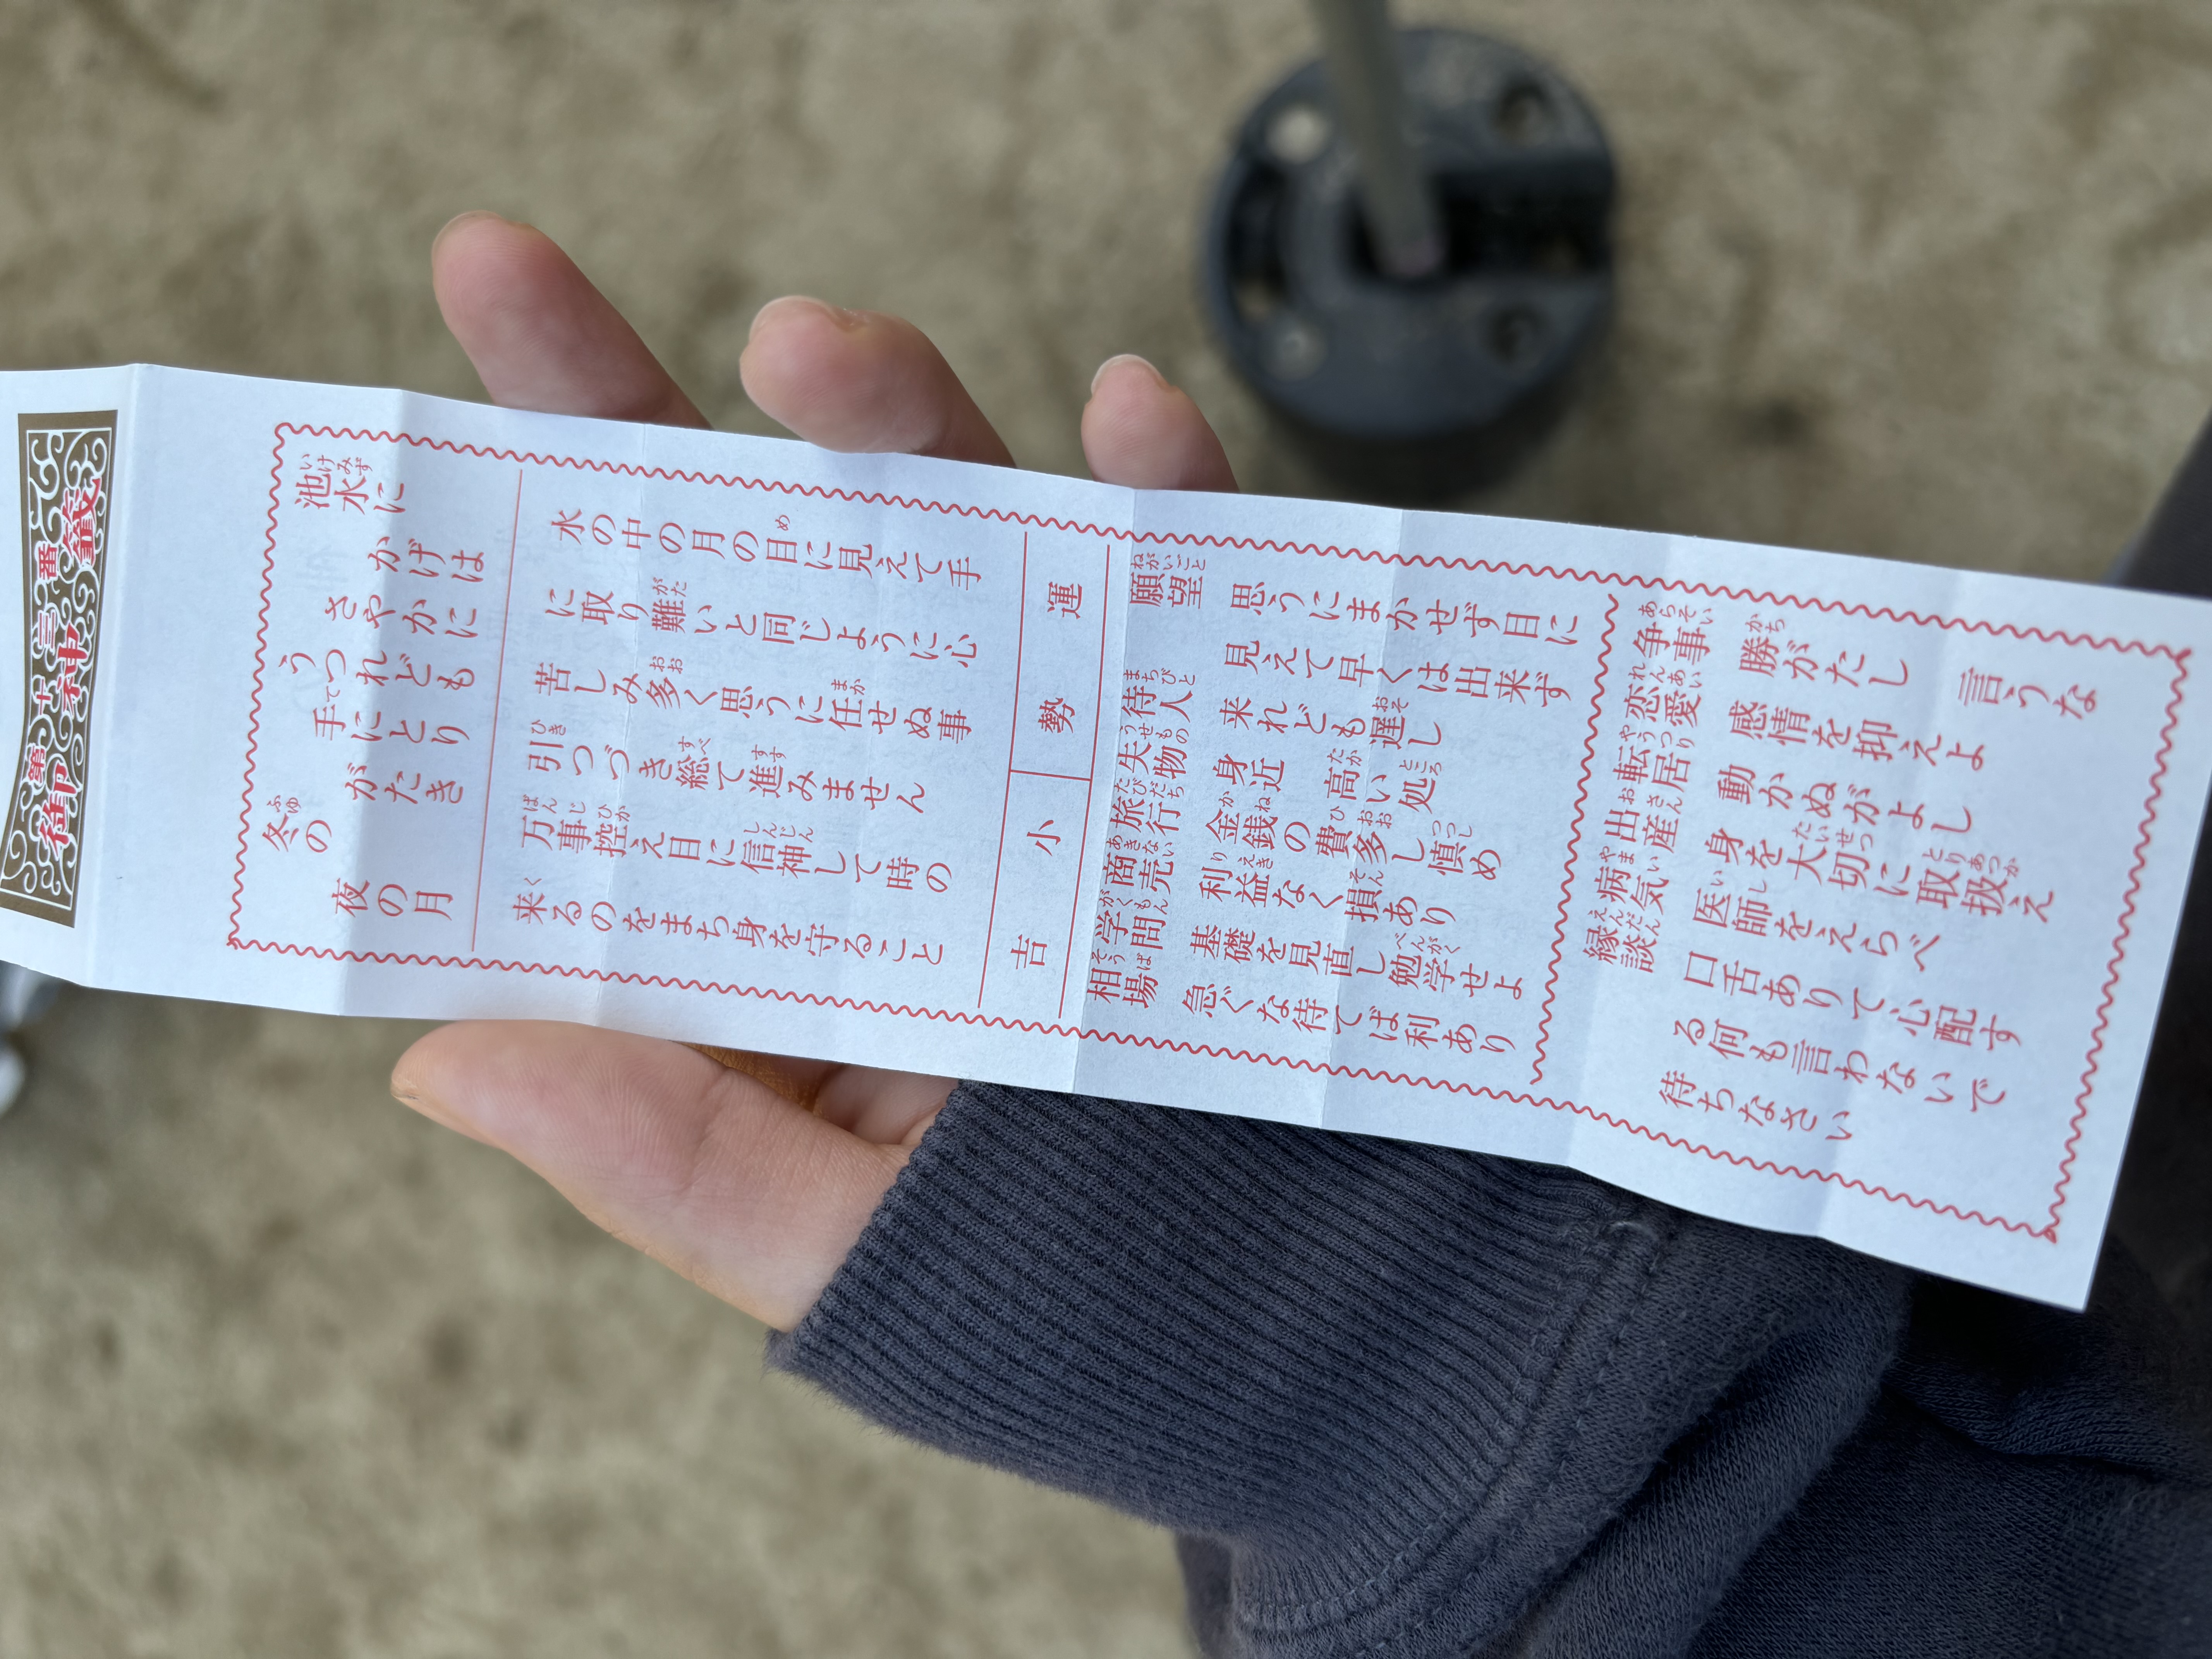 御神籤
第十三番
池水に
かげは
さやかに
うつれども
手にとり
がたき
冬の
夜の月
水の中の月の目に見えて手
に取り難いと同じように心
苦しみ多く思うに任せぬ事
引つづき総て進みません
万事控え目に信神して時の
来るのをまち身を守ること
運勢 小吉
願望 思うにまかせず目に
見えて早くは出来ず
待人 来れども遅し
失物 身近 高い処
旅行 金銭の費多し慎め
商売 利益なく損あり
学問 基礎を見直し勉学せよ
相場 急ぐな待てば利あり
争事 勝がたし 言うな
恋愛 感情を抑えよ
転居 動かぬがよし
出産 身を大切に取扱え
病気 医師をえらべ
縁談 口舌ありて心配す
る何も言わないで
待ちなさい